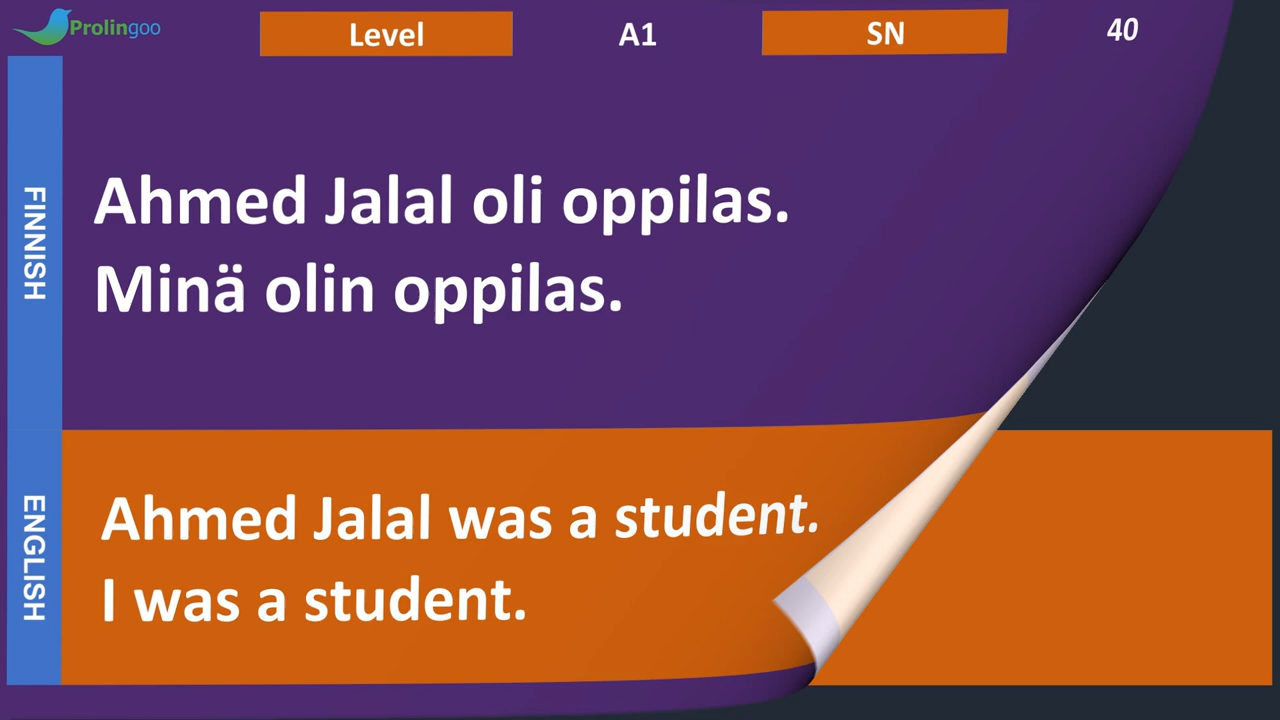 Prolingoo
Level A1 SN 40
FINNISH
Ahmed Jalal oli oppilas.
Minä olin oppilas.
ENGLISH
Ahmed Jalal was a student.
I was a student.